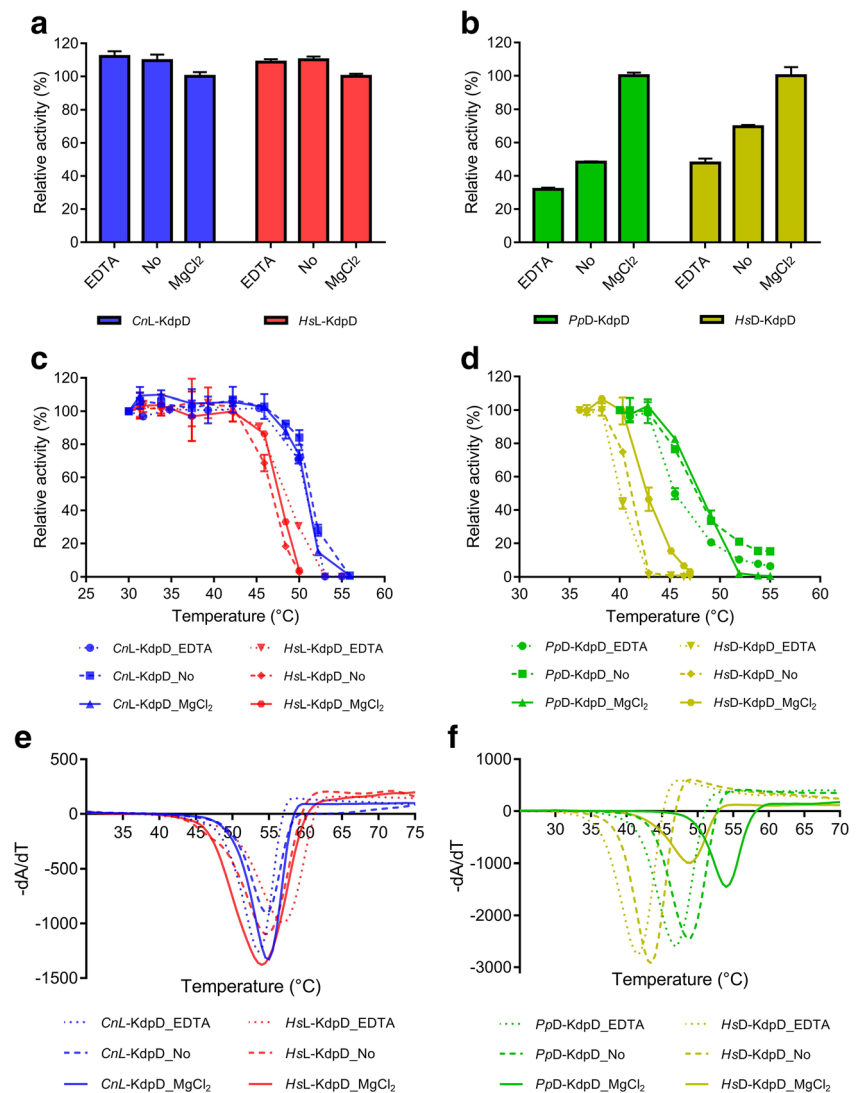 a
120
100
80
60
40
20
0
Relative activity (%)
EDTA
No
MgCl2
EDTA
No
MgCl2
CnL-KdpD
HsL-KdpD
b
120
100
80
60
40
20
0
Relative activity (%)
EDTA
No
MgCl2
EDTA
No
MgCl2
PpD-KdpD
HsD-KdpD
c
120
100
80
60
40
20
0
Relative activity (%)
25 30 35 40 45 50 55 60
Temperature (°C)
CnL-KdpD_EDTA HsL-KdpD_EDTA
CnL-KdpD_No HsL-KdpD_No
CnL-KdpD_MgCl2 HsL-KdpD_MgCl2
d
120
100
80
60
40
20
0
Relative activity (%)
30 35 40 45 50 55 60
Temperature (°C)
PpD-KdpD_EDTA HsD-KdpD_EDTA
PpD-KdpD_No HsD-KdpD_No
PpD-KdpD_MgCl2 HsD-KdpD_MgCl2
e
500
0
-500
-1000
-1500
-dA/dT
35 40 45 50 55 60 65 70 75
Temperature (°C)
CnL-KdpD_EDTA HsL-KdpD_EDTA
CnL-KdpD_No HsL-KdpD_No
CnL-KdpD_MgCl2 HsL-KdpD_MgCl2
f
1000
0
-1000
-2000
-3000
-dA/dT
30 35 40 45 50 55 60 65 70
Temperature (°C)
PpD-KdpD_EDTA HsD-KdpD_EDTA
PpD-KdpD_No HsD-KdpD_No
PpD-KdpD_MgCl2 HsD-KdpD_MgCl2